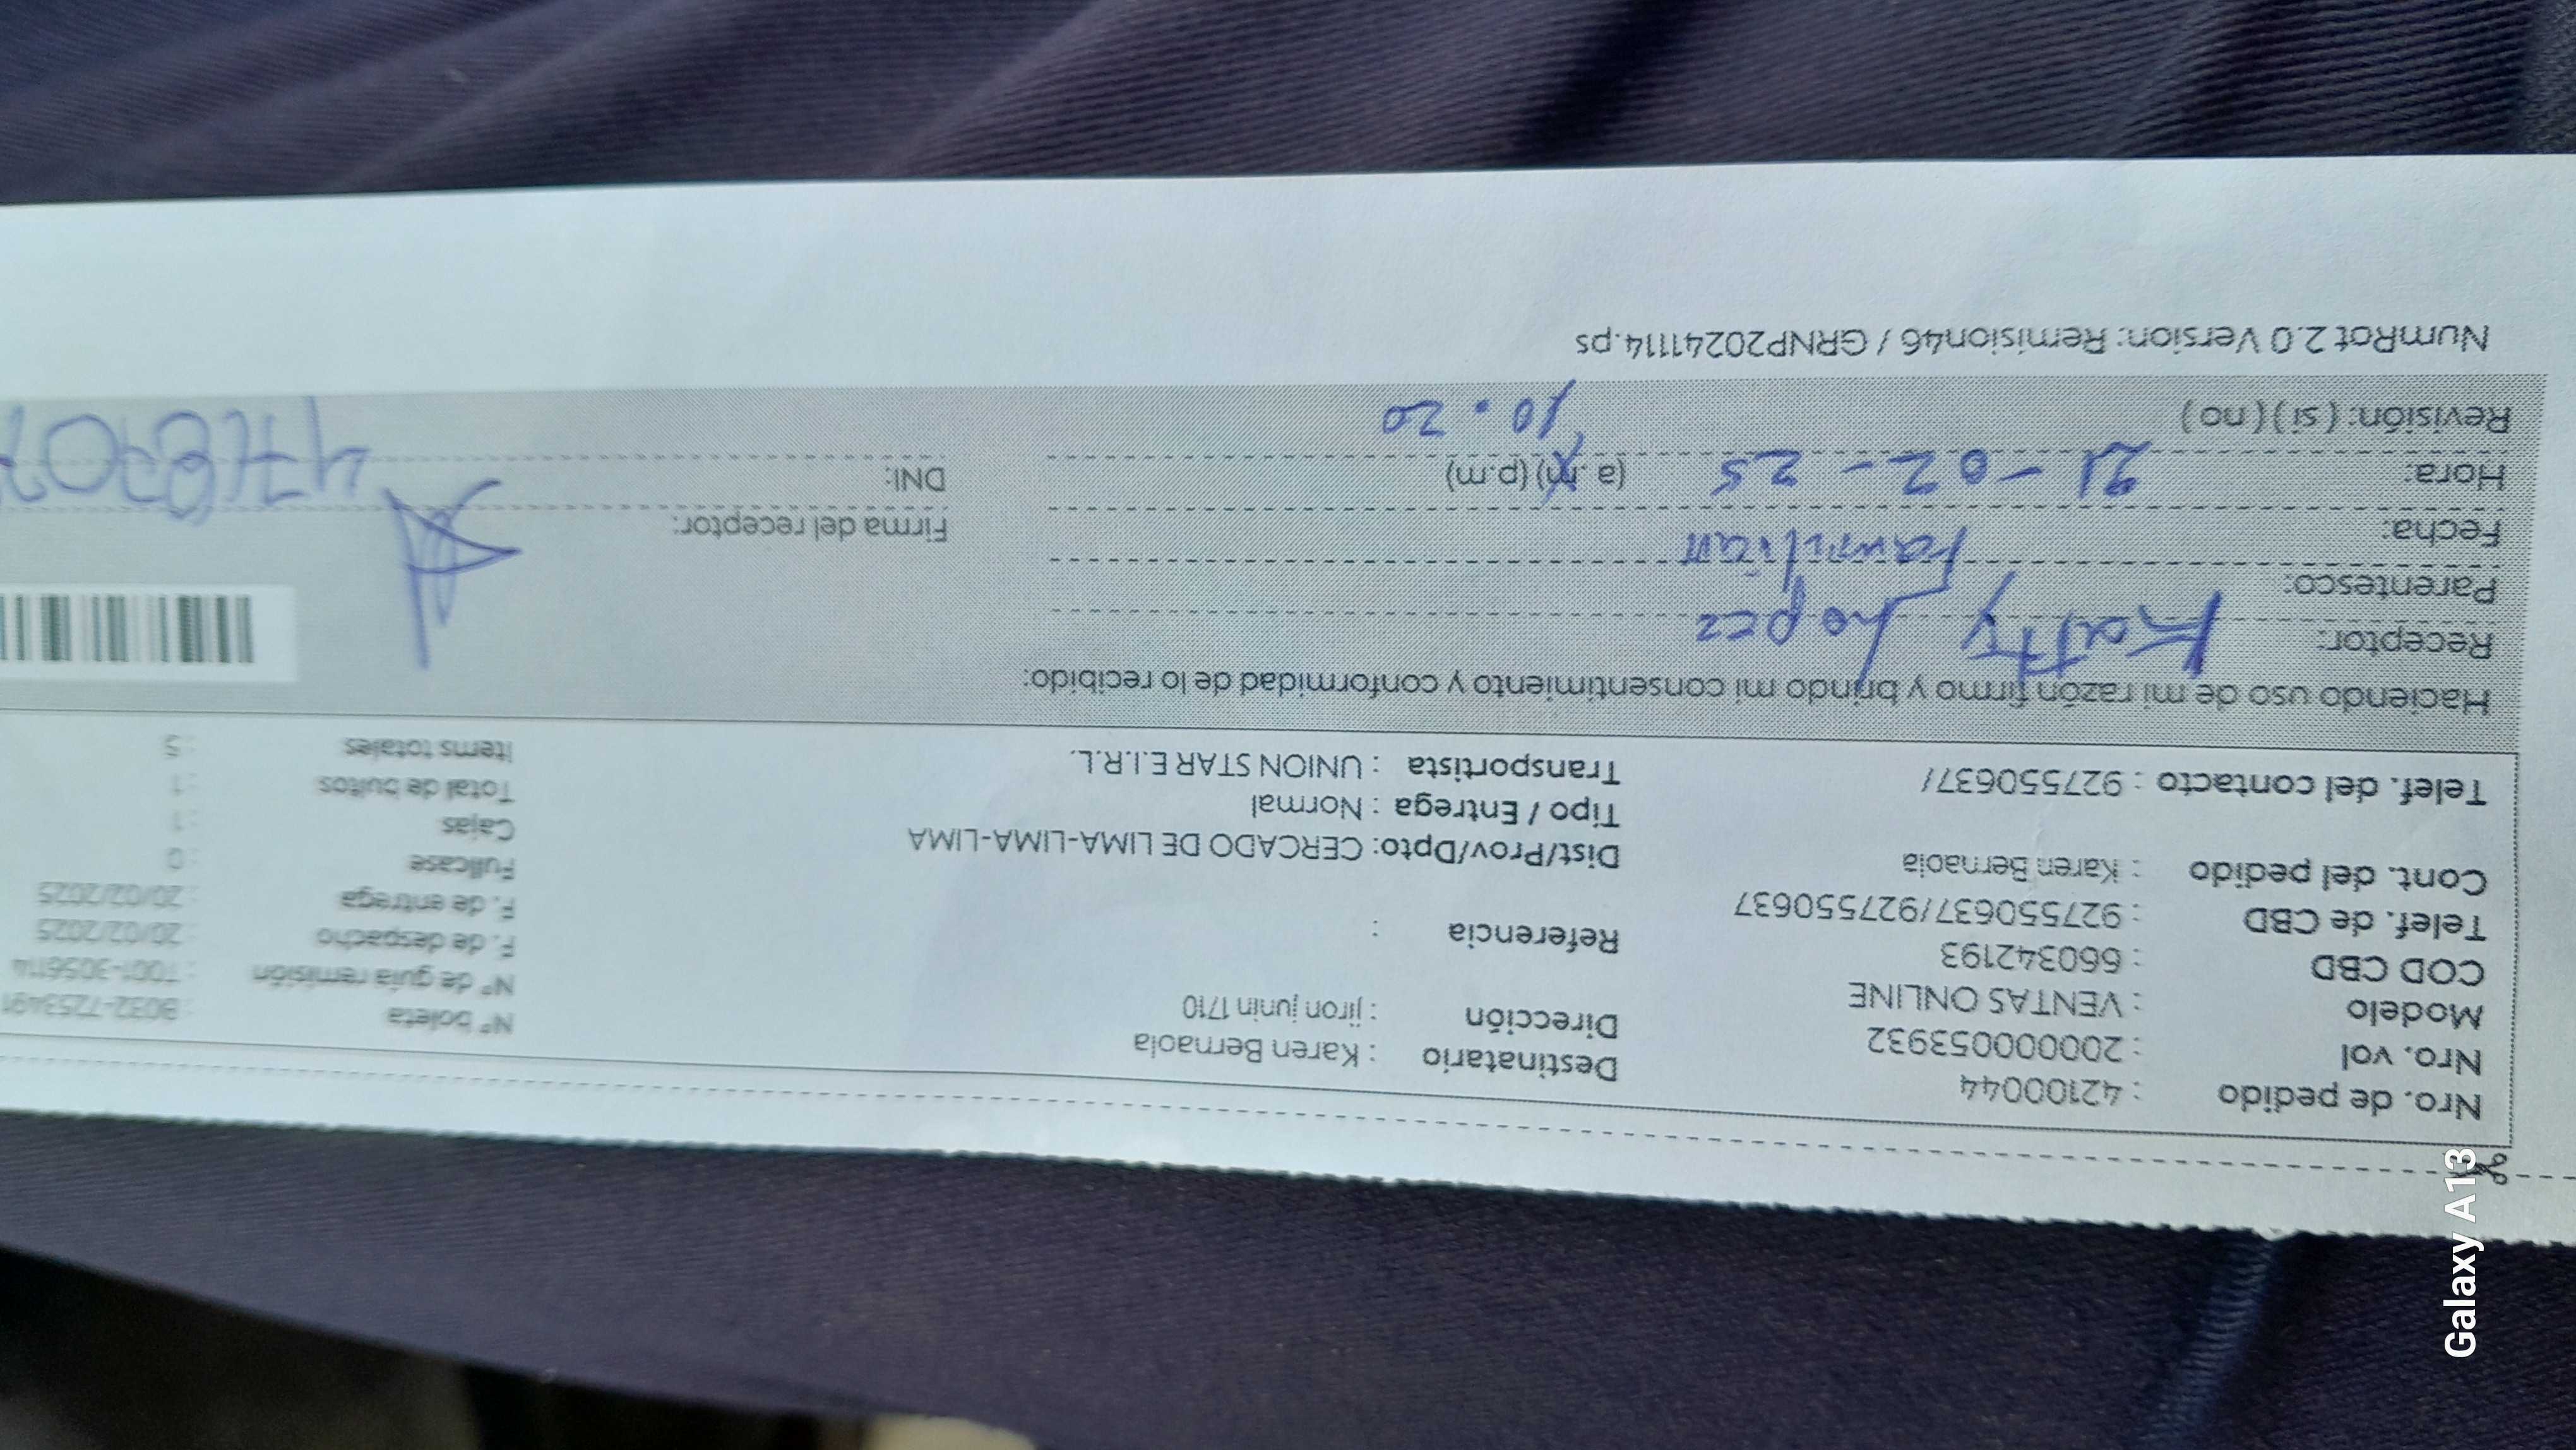 Nro. de pedido : 42100044
Nro. vol : 20000053932
Modelo : VENTAS ONLINE
COD CBD : 660342193
Telef. de CBD : 927550637/927550637
Cont. del pedido : Karen Bernaola
Telef. del contacto : 927550637/
Destinatario : Karen Bernaola
Dirección : jiron junin 1710
Referencia :
Dist/Prov/Dpto: CERCADO DE LIMA-LIMA-LIMA
Tipo / Entrega : Normal
Transportista : UNION STAR E.I.R.L.
N° boleta : B032-7253491
N° de guía remisión : T001-3056114
F. de despacho : 20/02/2025
F. de entrega : 20/02/2025
Fullcase : 0
Cajas : 1
Total de bultos : 1
Items totales : 5
Haciendo uso de mi razón firmo y brindo mi consentimiento y conformidad de lo recibido:
Receptor: Katty Lopez
Parentesco: Familiar
Fecha: 21-02-25
Hora: (a.m) (p.m) 10.20
Revisión: (si) (no)
Firma del receptor:
DNI:
NumRot 2.0 Version: Remision46 / GRNP20241114.ps
Galaxy A13